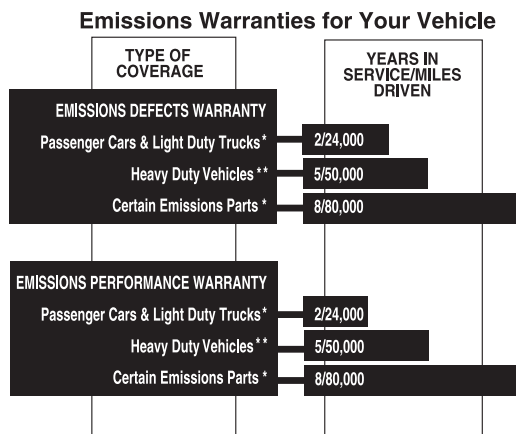 Emissions Warranties for Your Vehicle
TYPE OF
COVERAGE
YEARS IN
SERVICE/MILES
DRIVEN
EMISSIONS DEFECTS WARRANTY
Passenger Cars & Light Duty Trucks* 2/24,000
Heavy Duty Vehicles** 5/50,000
Certain Emissions Parts * 8/80,000
EMISSIONS PERFORMANCE WARRANTY
Passenger Cars & Light Duty Trucks* 2/24,000
Heavy Duty Vehicles** 5/50,000
Certain Emissions Parts * 8/80,000